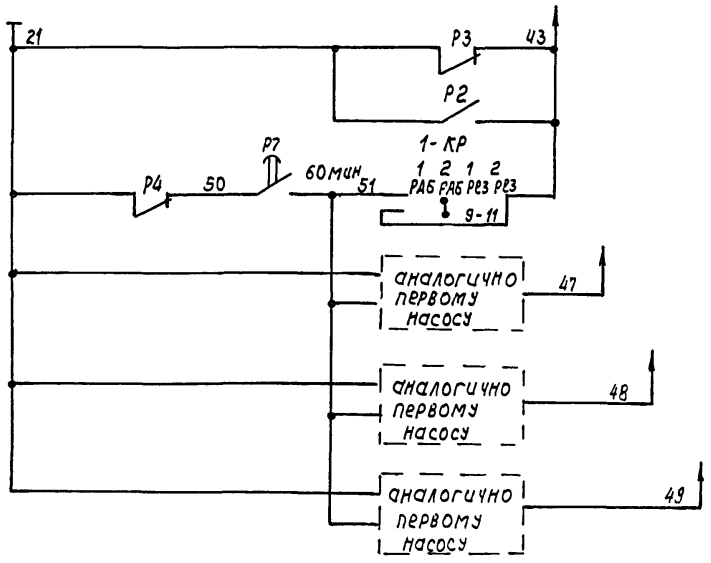 21
Р3
43
Р2
1-КР
Р7
60мин
1 2 1 2
Р4
50
51
РАБ РАБ РЕЗ РЕЗ
9-11
аналогично
первому
насосу
47
аналогично
первому
насосу
48
аналогично
первому
насосу
49